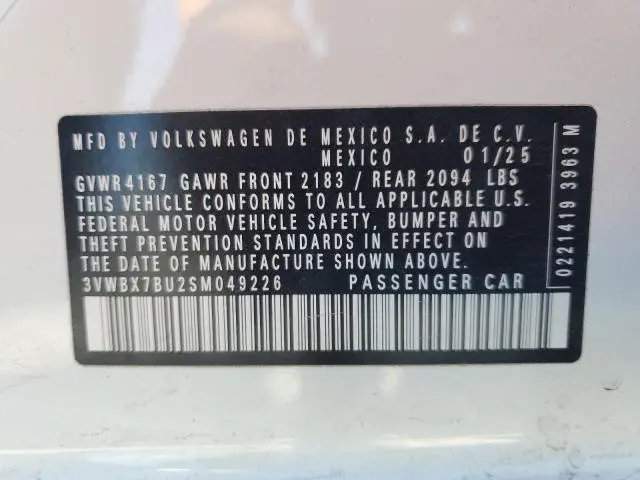 MFD BY VOLKSWAGEN DE MEXICO S.A. DE C.V.
MEXICO 01/25
GVWR 4167 GAWR FRONT 2183 / REAR 2094 LBS
THIS VEHICLE CONFORMS TO ALL APPLICABLE U.S.
FEDERAL MOTOR VEHICLE SAFETY, BUMPER AND
THEFT PREVENTION STANDARDS IN EFFECT ON
THE DATE OF MANUFACTURE SHOWN ABOVE.
3VWBX7BU2SM049226 PASSENGER CAR
0221419 3963 M